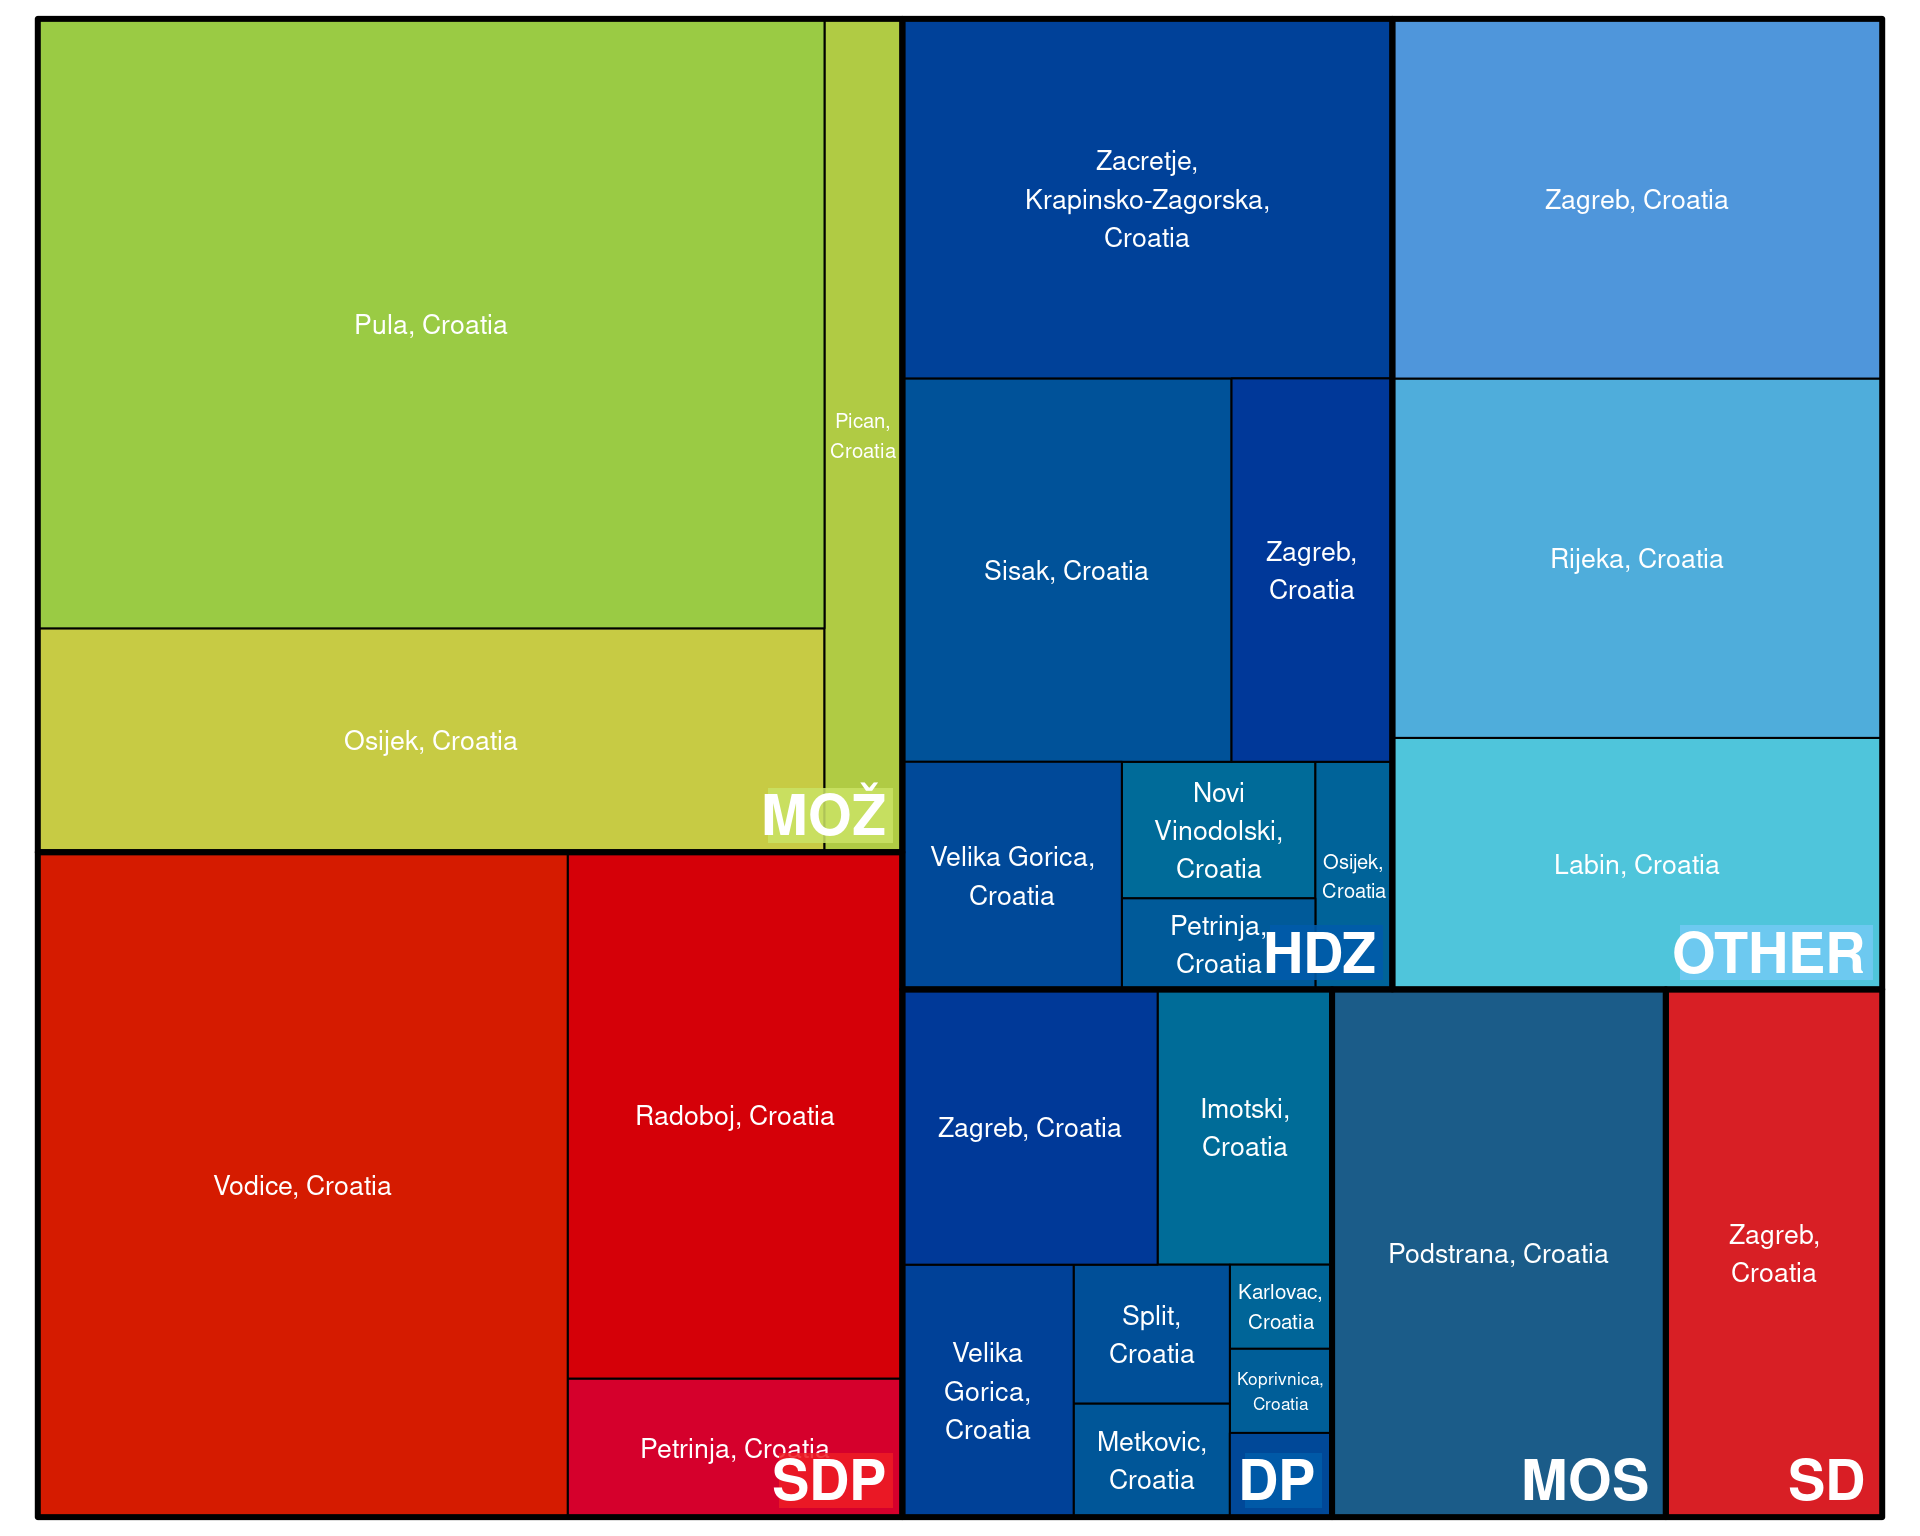 Pula, Croatia
Pican,
Croatia
Osijek, Croatia
MOŽ
Vodice, Croatia
Radoboj, Croatia
Petrinja, Croatia
SDP
Zacretje,
Krapinsko-Zagorska,
Croatia
Sisak, Croatia
Zagreb,
Croatia
Velika Gorica,
Croatia
Novi
Vinodolski,
Croatia
Petrinja,
Croatia
Osijek,
Croatia
HDZ
Zagreb, Croatia
Rijeka, Croatia
Labin, Croatia
OTHER
Zagreb, Croatia
Imotski,
Croatia
Velika
Gorica,
Croatia
Split,
Croatia
Metkovic,
Croatia
Karlovac,
Croatia
Koprivnica,
Croatia
DP
Podstrana, Croatia
MOS
Zagreb,
Croatia
SD